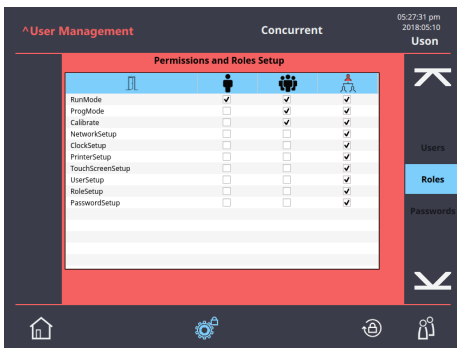 ^User Management
Concurrent
05:27:31 pm
2018:05:10
Uson
Permissions and Roles Setup
RunMode
ProgMode
Calibrate
NetworkSetup
ClockSetup
PrinterSetup
TouchScreenSetup
UserSetup
RoleSetup
PasswordSetup
Users
Roles
Passwords